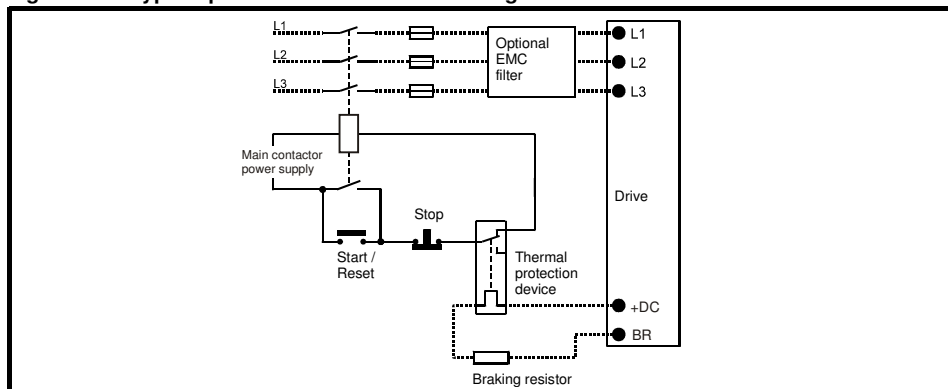 L1
L2
L3
Optional
EMC
filter
L1
L2
L3
Main contactor
power supply
Drive
Stop
Start /
Reset
Thermal
protection
device
+DC
BR
Braking resistor